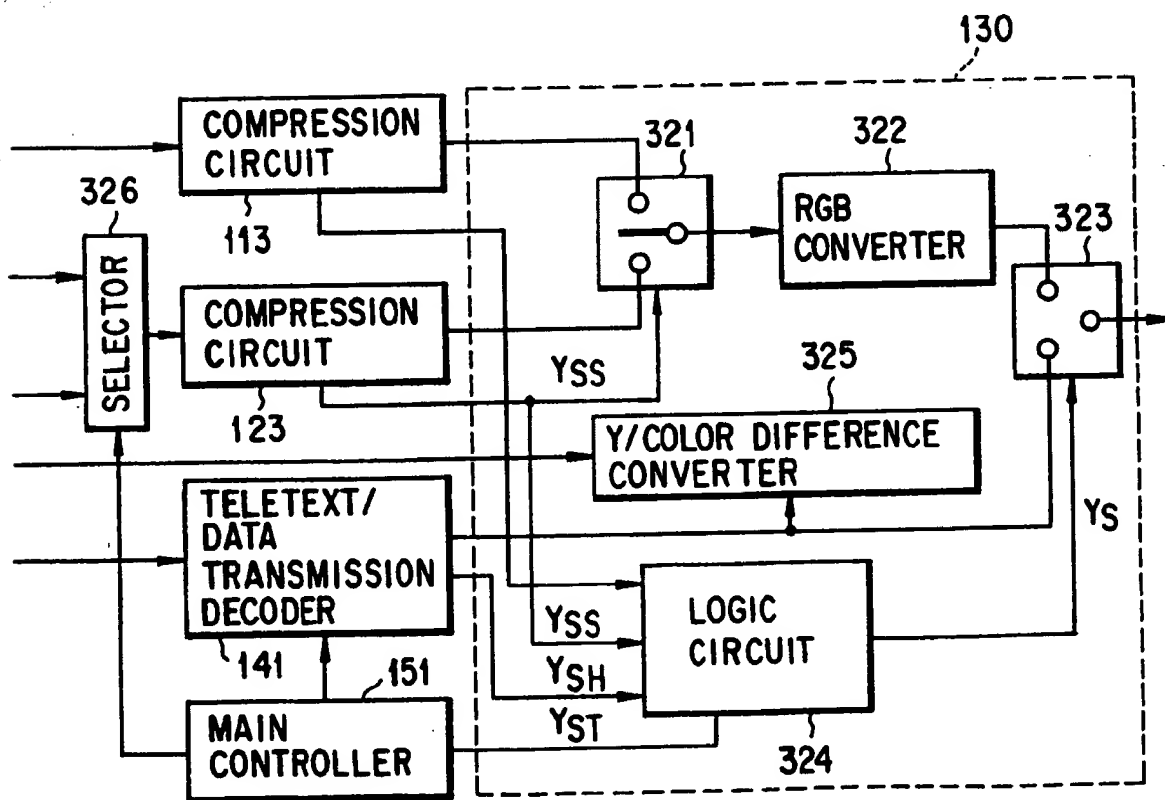 130
COMPRESSION
CIRCUIT
113
321
322
RGB
CONVERTER
323
326
SELECTOR
COMPRESSION
CIRCUIT
123
YSS
325
Y/COLOR DIFFERENCE
CONVERTER
YS
TELETEXT/
DATA
TRANSMISSION
DECODER
141
LOGIC
CIRCUIT
324
YSS
YSH
YST
151
MAIN
CONTROLLER